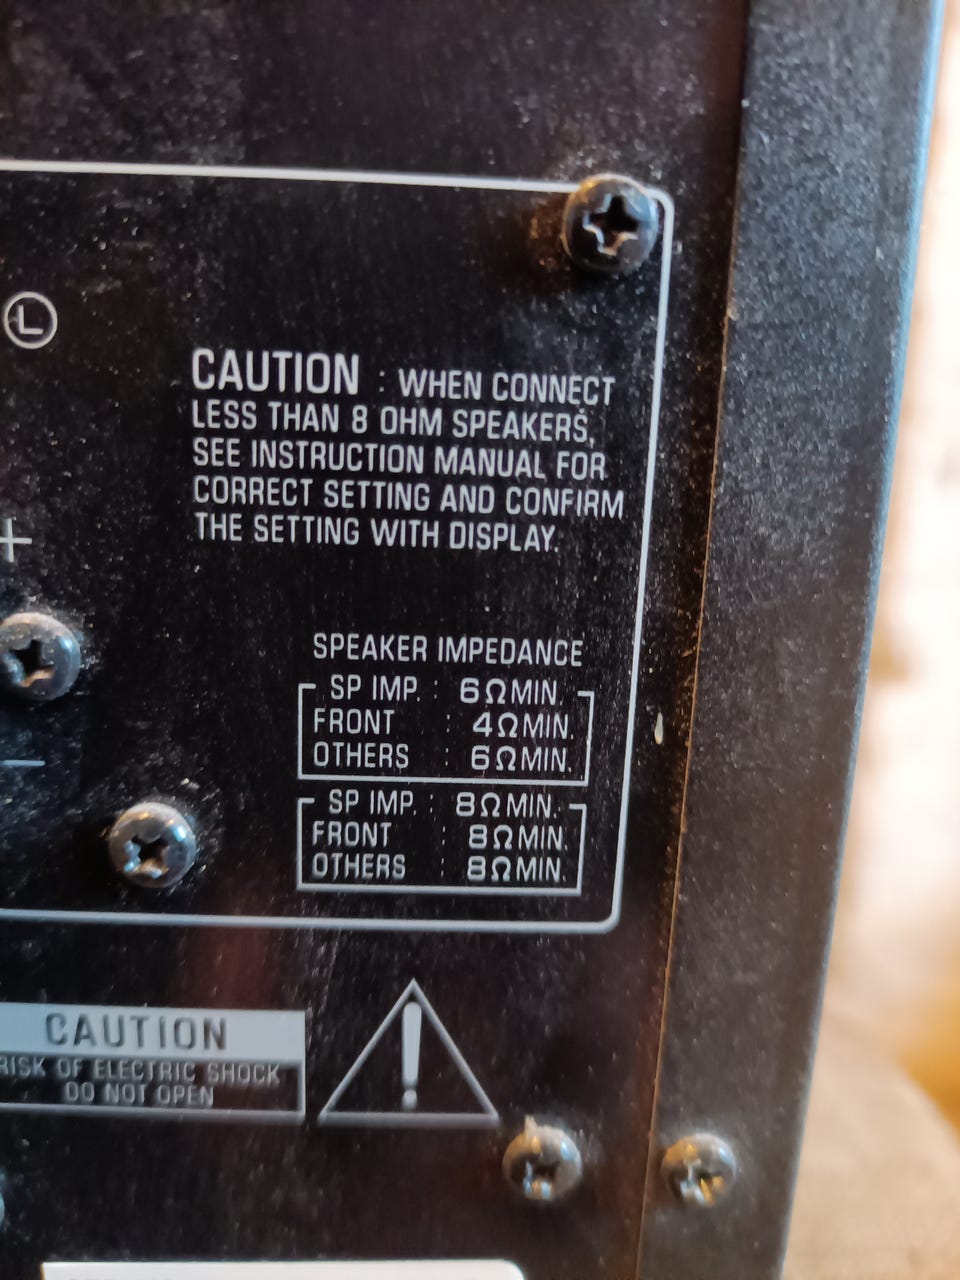 Ⓛ
CAUTION : WHEN CONNECT
LESS THAN 8 OHM SPEAKERS,
SEE INSTRUCTION MANUAL FOR
CORRECT SETTING AND CONFIRM
THE SETTING WITH DISPLAY.
+
SPEAKER IMPEDANCE
SP IMP. : 6ΩMIN.
FRONT : 4ΩMIN.
OTHERS : 6ΩMIN.
−
SP IMP. : 8ΩMIN.
FRONT : 8ΩMIN.
OTHERS : 8ΩMIN.
CAUTION
RISK OF ELECTRIC SHOCK
DO NOT OPEN